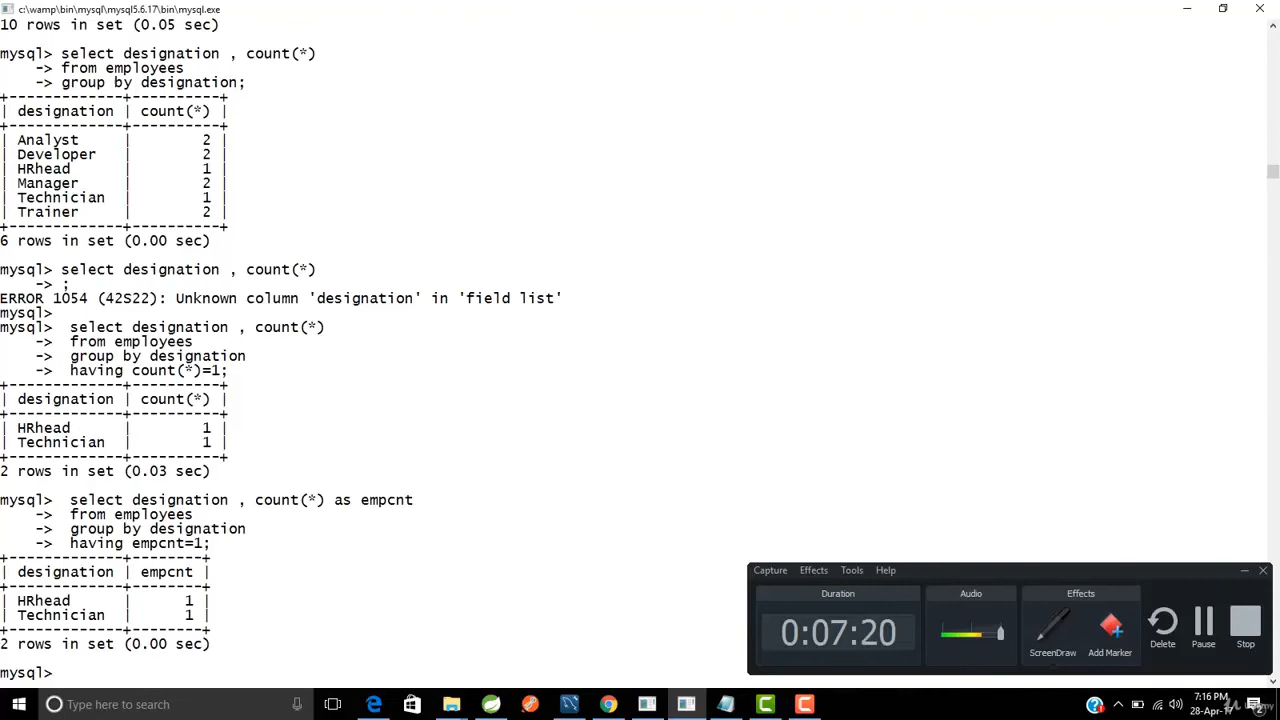 c:\wamp\bin\mysql\mysql5.6.17\bin\mysql.exe
10 rows in set (0.05 sec)
mysql> select designation , count(*)
    -> from employees
    -> group by designation;
+-------------+----------+
| designation | count(*) |
+-------------+----------+
| Analyst     |        2 |
| Developer   |        2 |
| HRhead      |        1 |
| Manager     |        2 |
| Technician  |        1 |
| Trainer     |        2 |
+-------------+----------+
6 rows in set (0.00 sec)
mysql> select designation , count(*)
    -> ;
ERROR 1054 (42S22): Unknown column 'designation' in 'field list'
mysql>
mysql>  select designation , count(*)
    ->  from employees
    ->  group by designation
    ->  having count(*)=1;
+-------------+----------+
| designation | count(*) |
+-------------+----------+
| HRhead      |        1 |
| Technician  |        1 |
+-------------+----------+
2 rows in set (0.03 sec)
mysql>  select designation , count(*) as empcnt
    ->  from employees
    ->  group by designation
    ->  having empcnt=1;
+-------------+--------+
| designation | empcnt |
+-------------+--------+
| HRhead      |      1 |
| Technician  |      1 |
+-------------+--------+
2 rows in set (0.00 sec)
mysql>
Capture Effects Tools Help
Duration Audio Effects
0:07:20
ScreenDraw Add Marker Delete Pause Stop
Type here to search
7:16 PM
28-Apr-